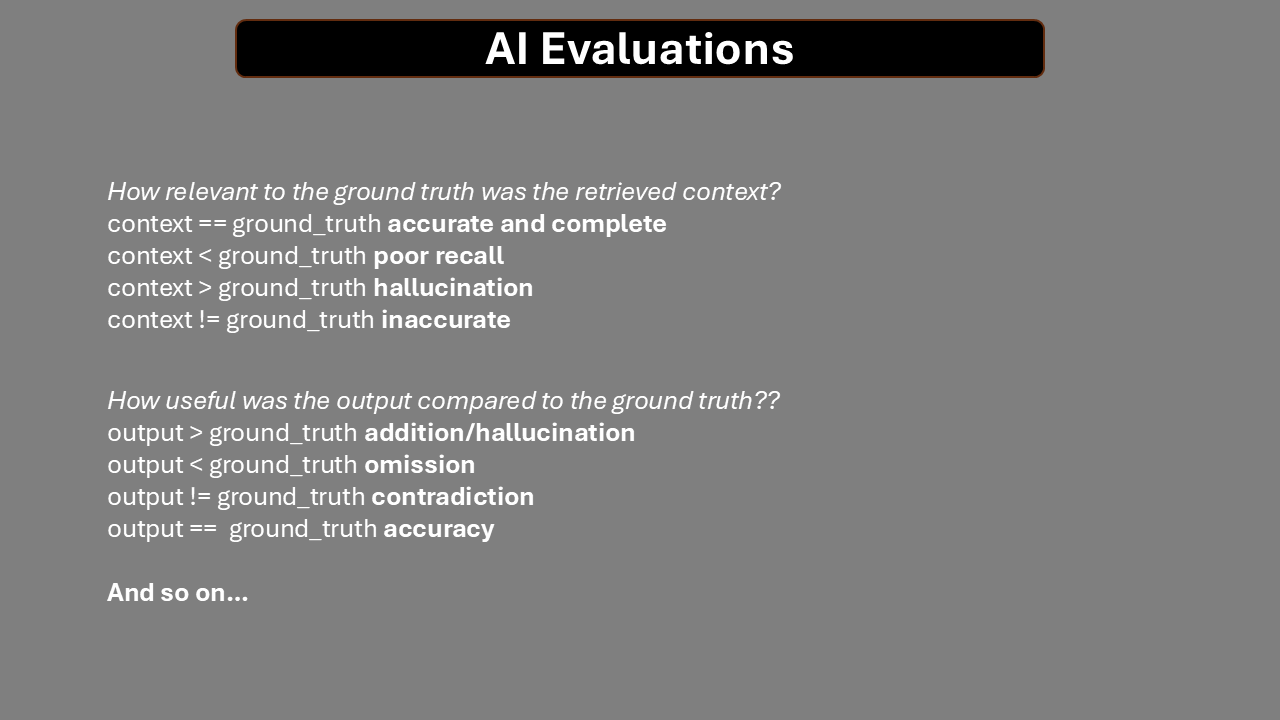 AI Evaluations
How relevant to the ground truth was the retrieved context?
context == ground_truth accurate and complete
context < ground_truth poor recall
context > ground_truth hallucination
context != ground_truth inaccurate
How useful was the output compared to the ground truth??
output > ground_truth addition/hallucination
output < ground_truth omission
output != ground_truth contradiction
output ==  ground_truth accuracy
And so on…